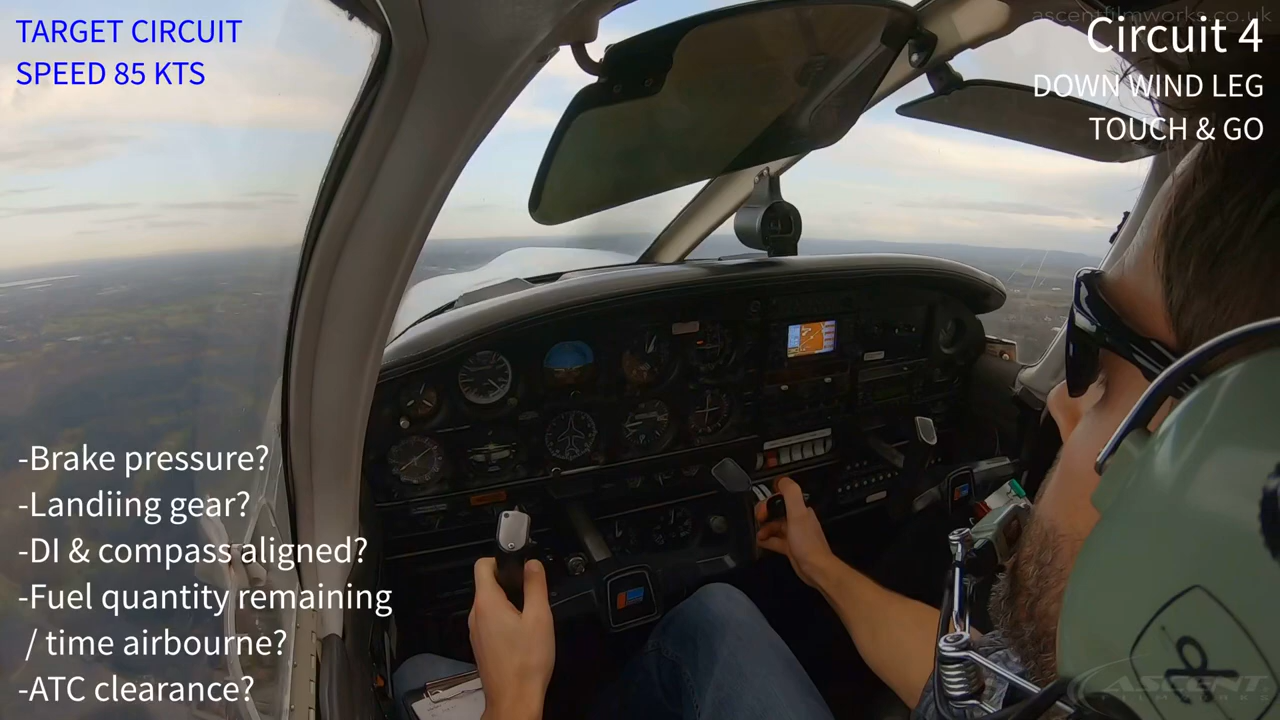 TARGET CIRCUIT
SPEED 85 KTS
ascentfilmworks.co.uk
Circuit 4
DOWN WIND LEG
TOUCH & GO
-Brake pressure?
-Landiing gear?
-DI & compass aligned?
-Fuel quantity remaining
/ time airbourne?
-ATC clearance?
ASCENT